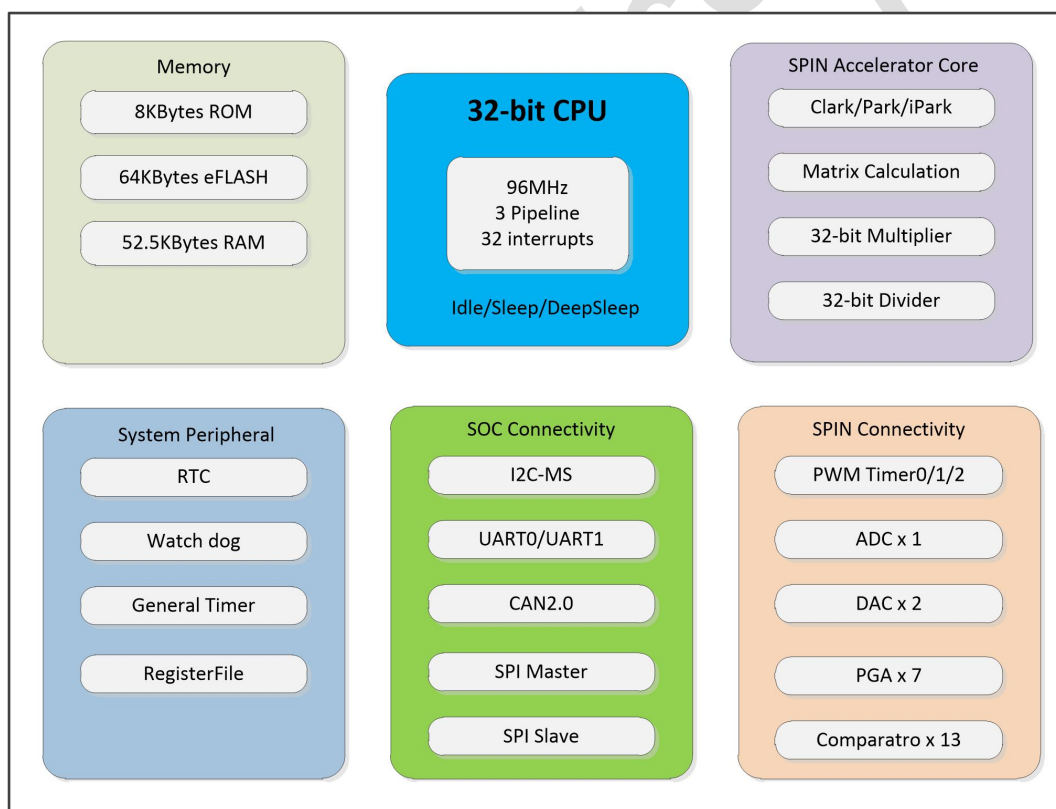 Memory
8KBytes ROM
64KBytes eFLASH
52.5KBytes RAM
32-bit CPU
96MHz
3 Pipeline
32 interrupts
Idle/Sleep/DeepSleep
SPIN Accelerator Core
Clark/Park/iPark
Matrix Calculation
32-bit Multiplier
32-bit Divider
System Peripheral
RTC
Watch dog
General Timer
RegisterFile
SOC Connectivity
I2C-MS
UART0/UART1
CAN2.0
SPI Master
SPI Slave
SPIN Connectivity
PWM Timer0/1/2
ADC x 1
DAC x 2
PGA x 7
Comparatro x 13